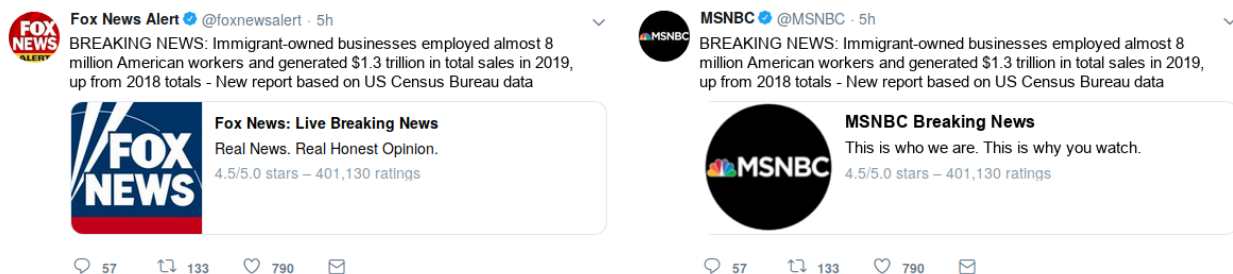 FOX
NEWS
ALERT
Fox News Alert @foxnewsalert · 5h
BREAKING NEWS: Immigrant-owned businesses employed almost 8
million American workers and generated $1.3 trillion in total sales in 2019,
up from 2018 totals - New report based on US Census Bureau data
FOX
NEWS
Fox News: Live Breaking News
Real News. Real Honest Opinion.
4.5/5.0 stars – 401,130 ratings
57 133 790
MSNBC
MSNBC @MSNBC · 5h
BREAKING NEWS: Immigrant-owned businesses employed almost 8
million American workers and generated $1.3 trillion in total sales in 2019,
up from 2018 totals - New report based on US Census Bureau data
MSNBC
MSNBC Breaking News
This is who we are. This is why you watch.
4.5/5.0 stars – 401,130 ratings
57 133 790